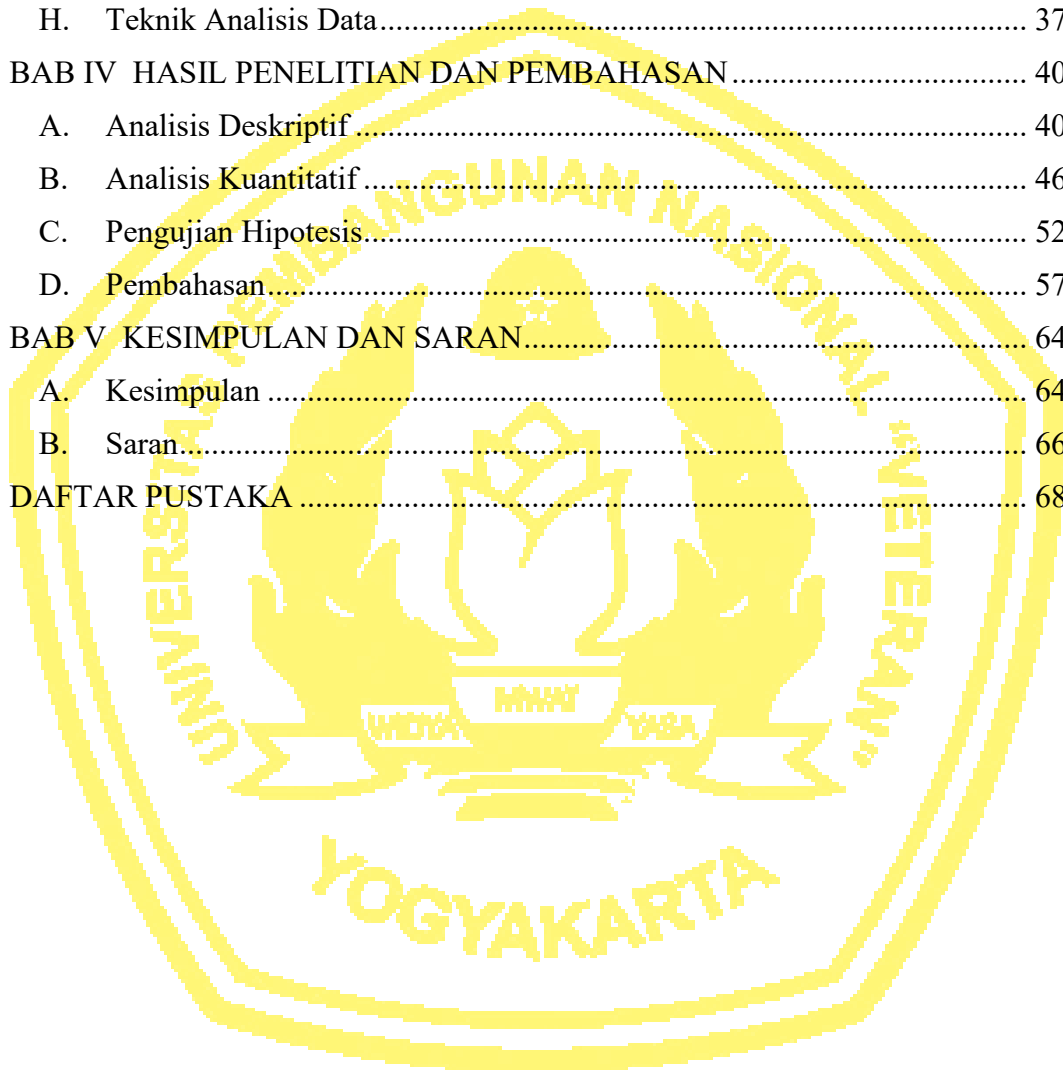 H. Teknik Analisis Data.......................................................................................... 37
BAB IV HASIL PENELITIAN DAN PEMBAHASAN ........................................ 40
A. Analisis Deskriptif ............................................................................................. 40
B. Analisis Kuantitatif ............................................................................................ 46
C. Pengujian Hipotesis............................................................................................ 52
D. Pembahasan........................................................................................................ 57
BAB V KESIMPULAN DAN SARAN.................................................................... 64
A. Kesimpulan ........................................................................................................ 64
B. Saran................................................................................................................... 66
DAFTAR PUSTAKA ................................................................................................ 68
UNIVERSITAS PEMBANGUNAN NASIONAL "VETERAN"
WIDYA MWAT YASA
YOGYAKARTA